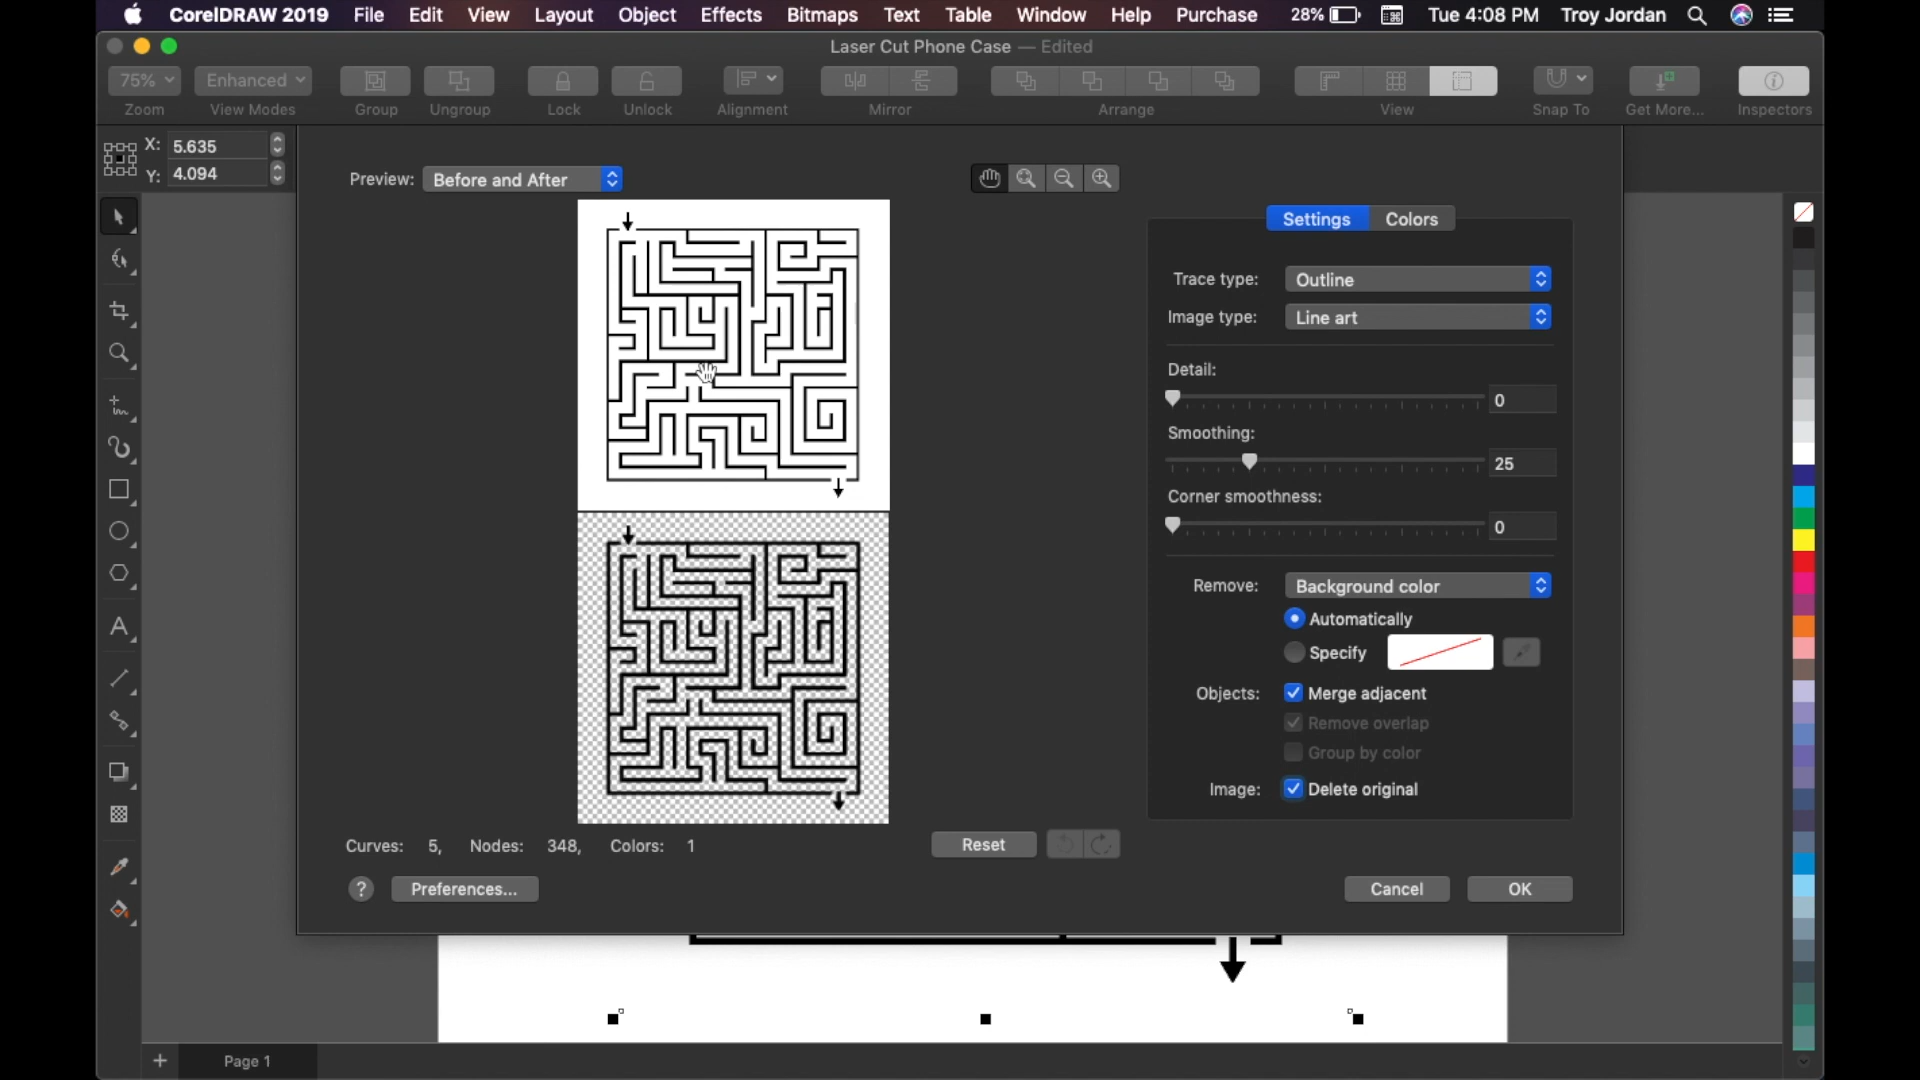 CorelDRAW 2019 File Edit View Layout Object Effects Bitmaps Text Table Window Help Purchase 28% Tue 4:08 PM Troy Jordan
Laser Cut Phone Case — Edited
75% Enhanced
Zoom View Modes Group Ungroup Lock Unlock Alignment Mirror Arrange View Snap To Get More... Inspectors
X: 5.635
Y: 4.094
Preview: Before and After
Settings Colors
Trace type: Outline
Image type: Line art
Detail:
0
Smoothing:
25
Corner smoothness:
0
Remove: Background color
Automatically
Specify
Objects: Merge adjacent
Remove overlap
Group by color
Image: Delete original
Curves: 5, Nodes: 348, Colors: 1
Reset
? Preferences...
Cancel OK
+ Page 1